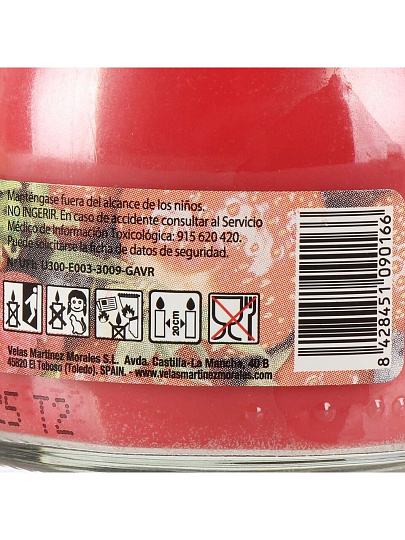 Manténgase fuera del alcance de los niños.
¡NO INGERIR. En caso de accidente consultar al Servicio
Médico de Información Toxicológica: 915 620 420.
Puede solicitarse la ficha de datos de seguridad.
Nº UFI: U300-E003-3009-GAVR
20cm
Velas Martínez Morales S.L. Avda. Castilla-La Mancha, 40 B
45820 El Toboso (Toledo). SPAIN. - www.velasmartinezmorales.com
8 428451 090166